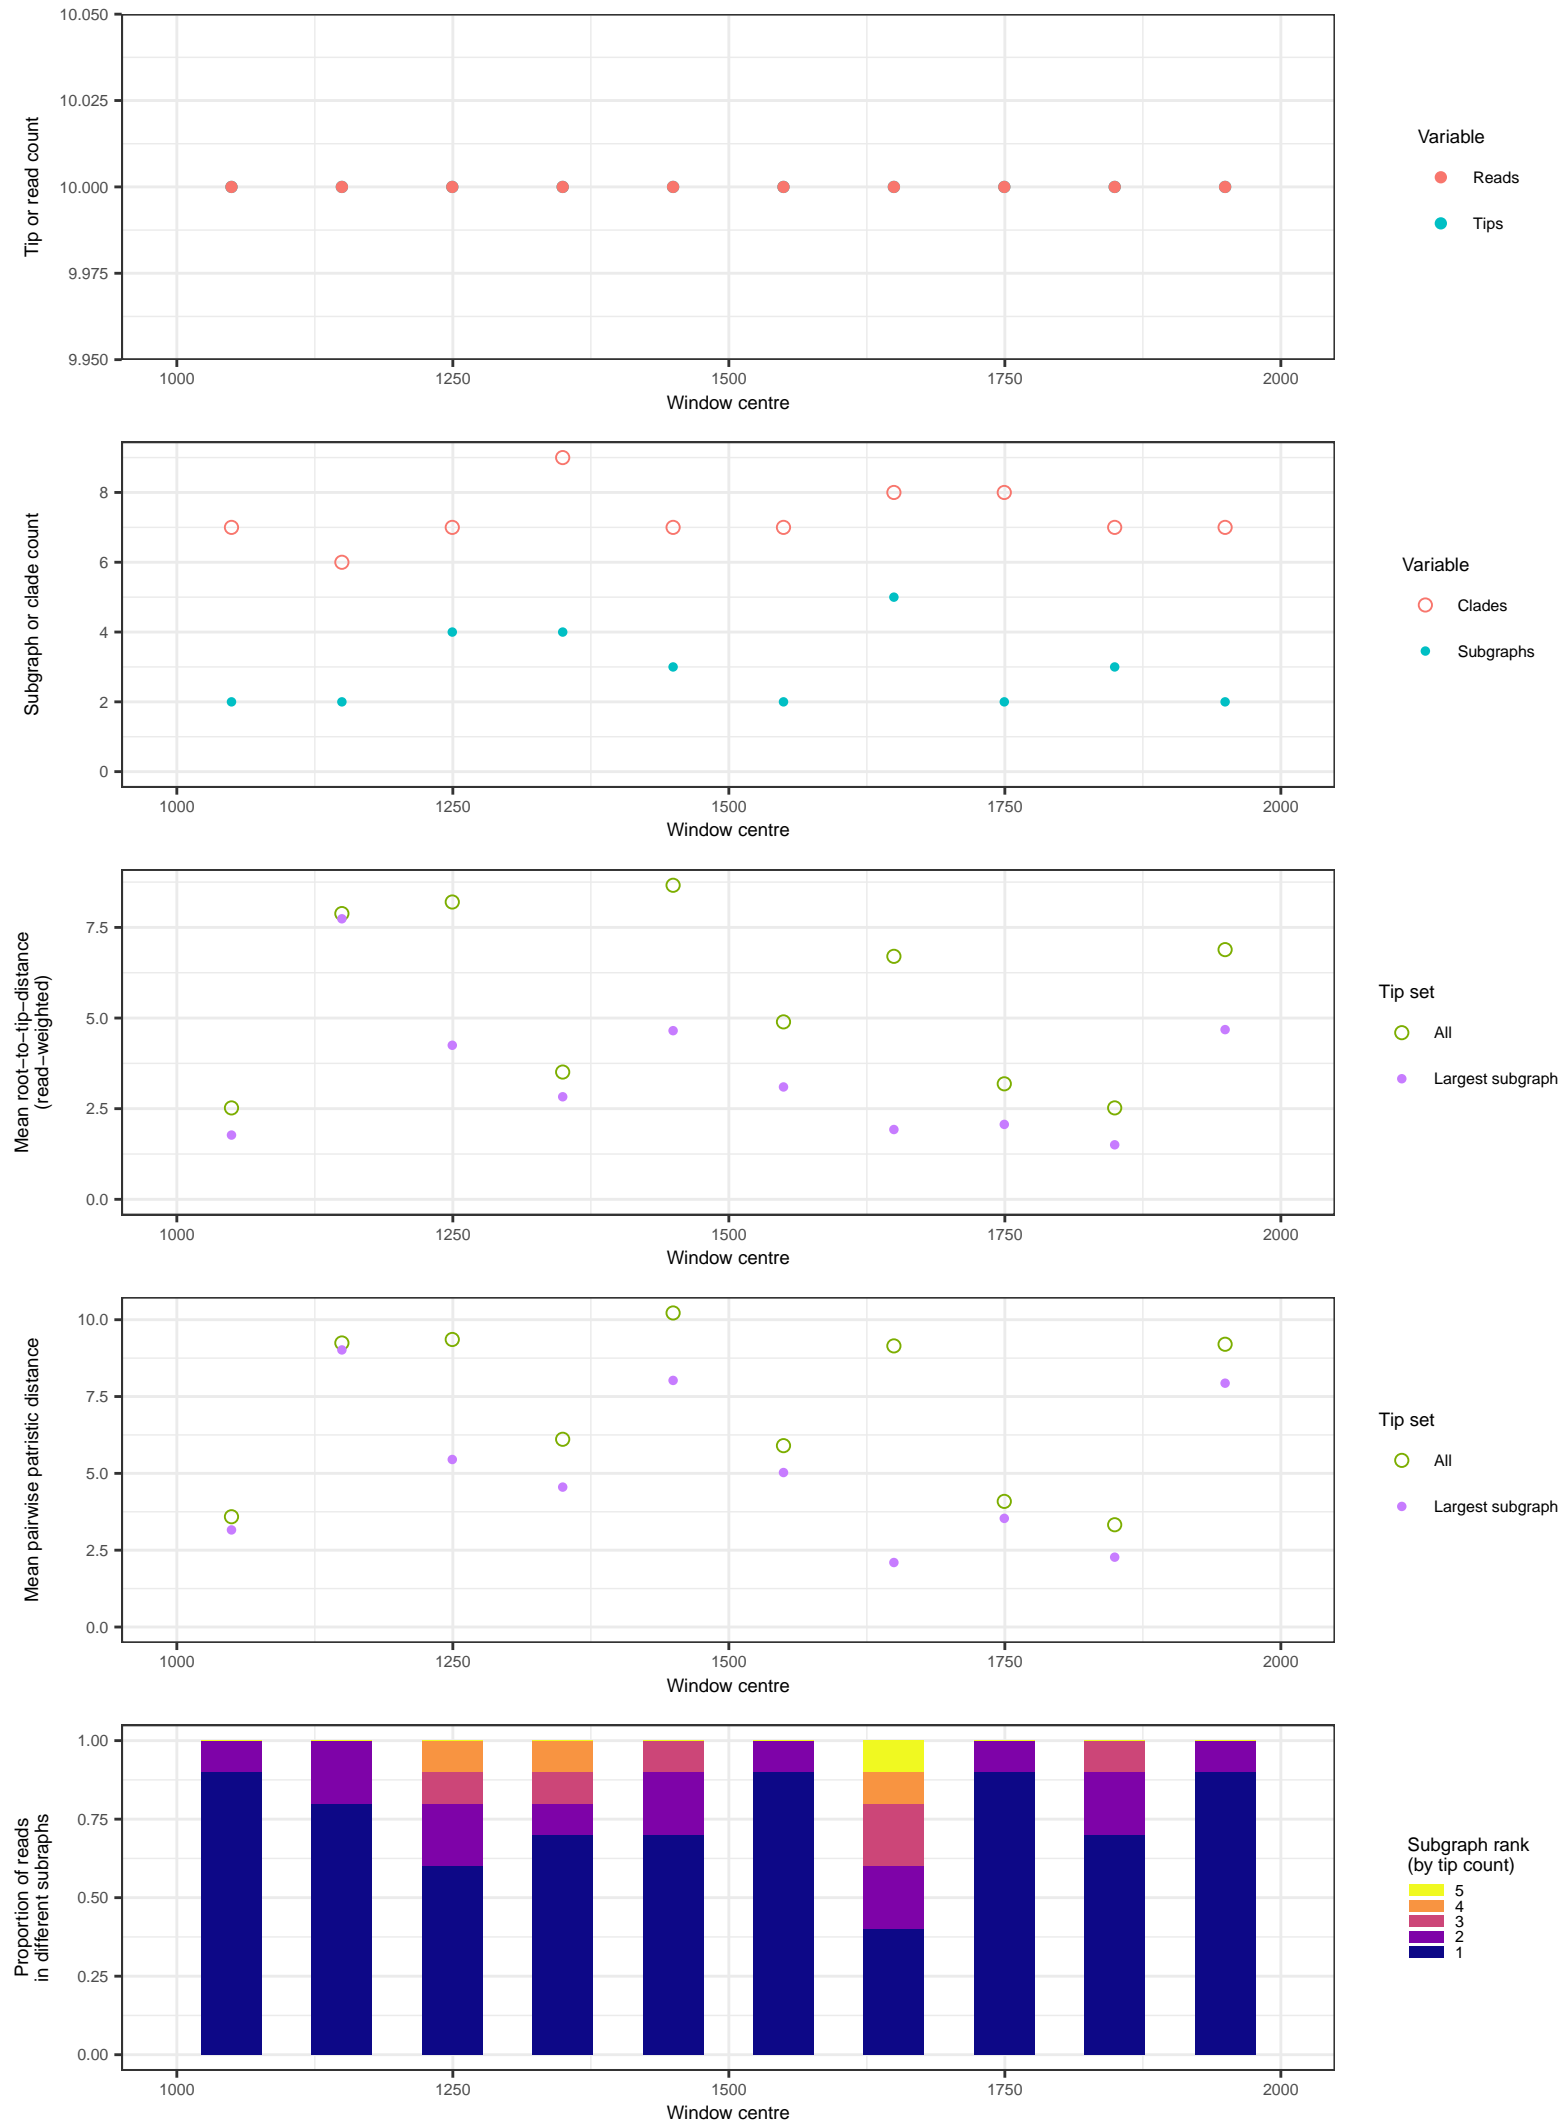 10.050
10.025
10.000
9.975
9.950
Tip or read count
1000 1250 1500 1750 2000
Window centre
Variable
Reads
Tips
8
6
4
2
0
Subgraph or clade count
1000 1250 1500 1750 2000
Window centre
Variable
Clades
Subgraphs
7.5
5.0
2.5
0.0
Mean root−to−tip−distance
(read−weighted)
1000 1250 1500 1750 2000
Window centre
Tip set
All
Largest subgraph
10.0
7.5
5.0
2.5
0.0
Mean pairwise patristic distance
1000 1250 1500 1750 2000
Window centre
Tip set
All
Largest subgraph
1.00
0.75
0.50
0.25
0.00
Proportion of reads
in different subraphs
1000 1250 1500 1750 2000
Window centre
Subgraph rank
(by tip count)
5
4
3
2
1